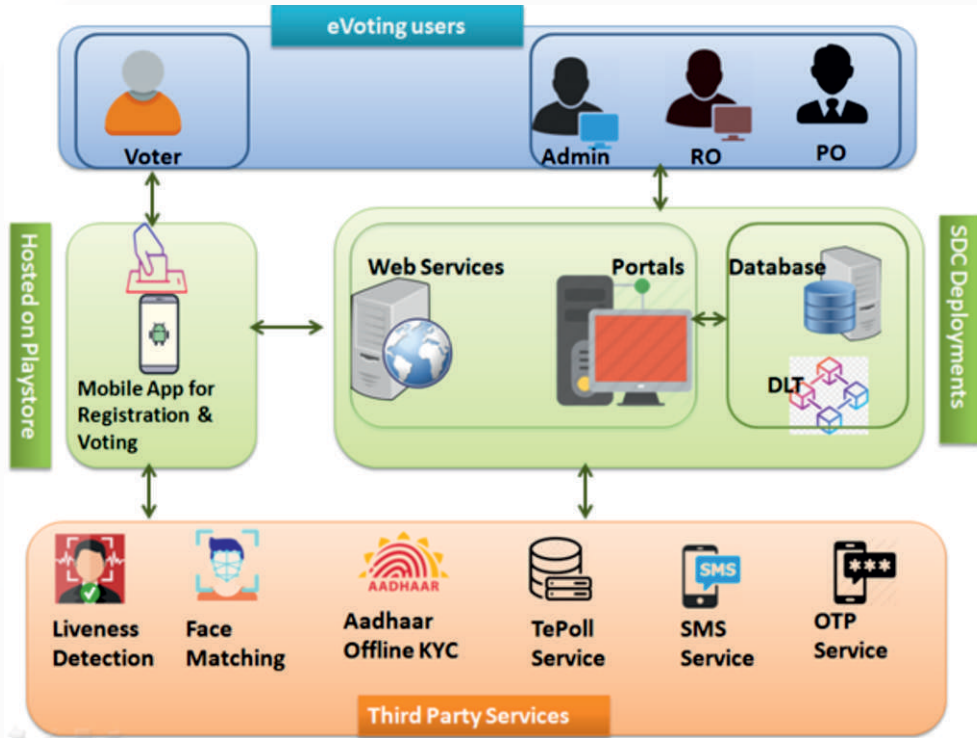 eVoting users
Voter
Admin
RO
PO
Hosted on Playstore
Mobile App for
Registration &
Voting
Web Services
Portals
Database
DLT
SDC Deployments
Liveness
Detection
Face
Matching
AADHAAR
Aadhaar
Offline KYC
TePoll
Service
SMS
SMS
Service
***
OTP
Service
Third Party Services